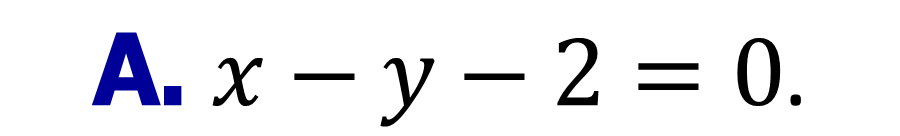 A. x − y − 2 = 0.